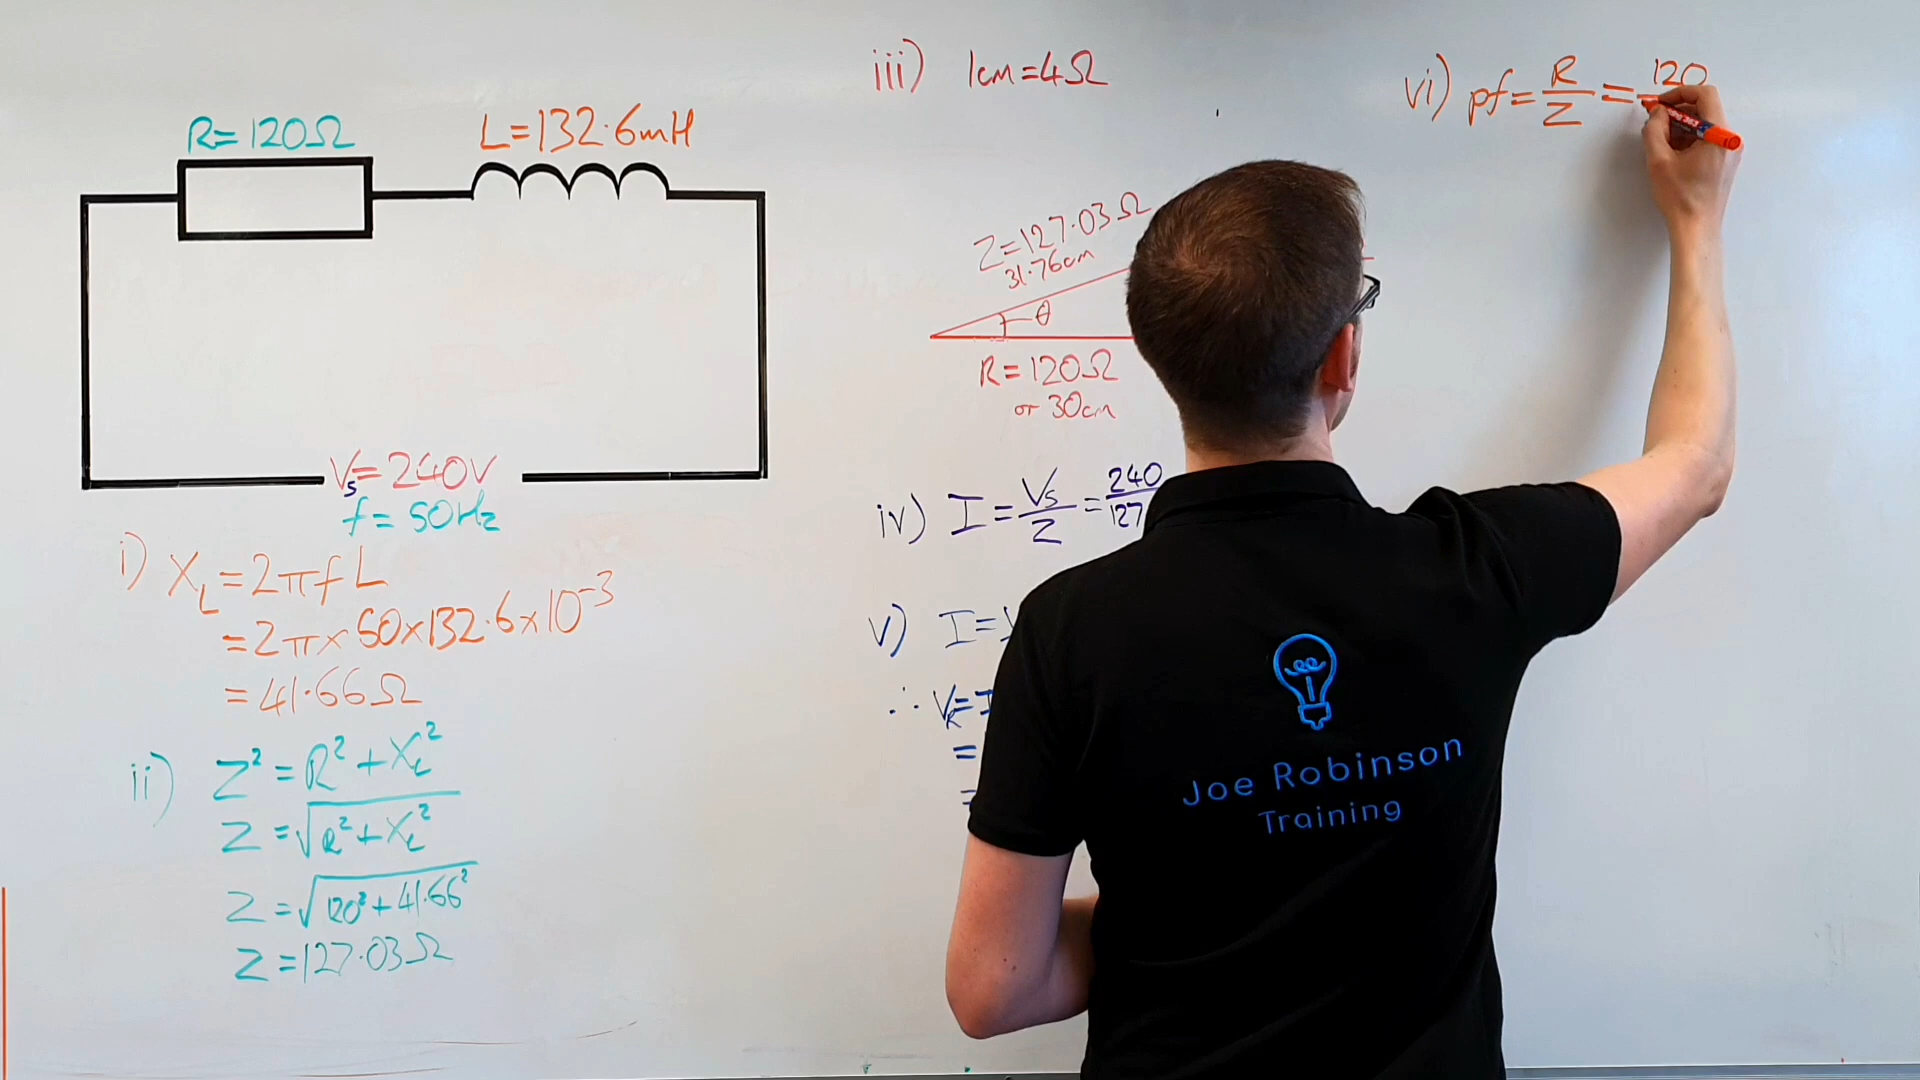 R=120Ω
L=132.6mH
Vs=240V
f=50Hz
i) XL=2πfL
=2π×50×132.6×10⁻³
=41.66Ω
ii) Z²=R²+XL²
Z=√R²+XL²
Z=√120²+41.66²
Z=127.03Ω
iii) 1cm=4Ω
Z=127.03Ω
31.76cm
θ
R=120Ω
or 30cm
iv) I=Vs/Z=240/127
v) I=
∴ VR=I
=
=
vi) pf=R/Z=120
Joe Robinson
Training